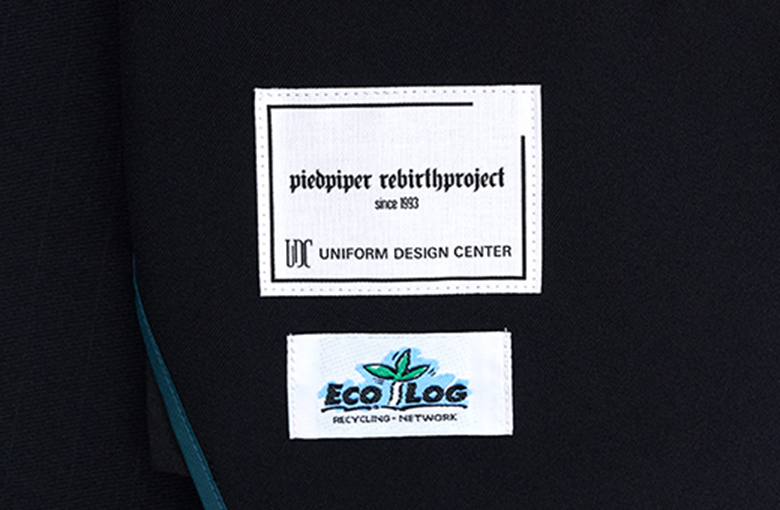 piedpiper rebirthproject
since 1993
UDC UNIFORM DESIGN CENTER
ECO LOG
RECYCLING - NETWORK